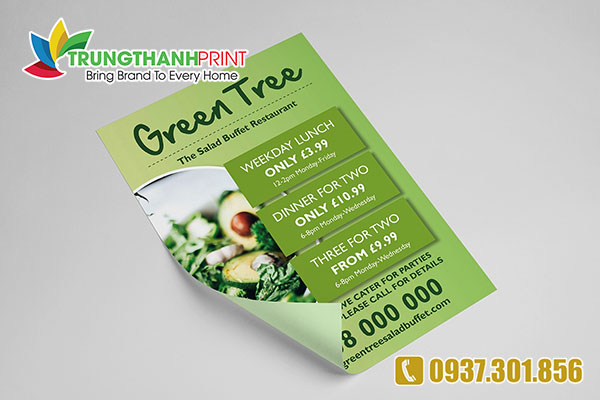 TRUNGTHANHPRINT
Bring Brand To Every Home
Green Tree
The Salad Buffet Restaurant
WEEKDAY LUNCH
ONLY £3.99
12-2pm Monday-Friday
DINNER FOR TWO
ONLY £10.99
6-8pm Monday-Wednesday
THREE FOR TWO
FROM £9.99
6-8pm Monday-Wednesday
WE CATER FOR PARTIES
PLEASE CALL FOR DETAILS
8 000 000
greentreesaladbuffet.com
0937.301.856